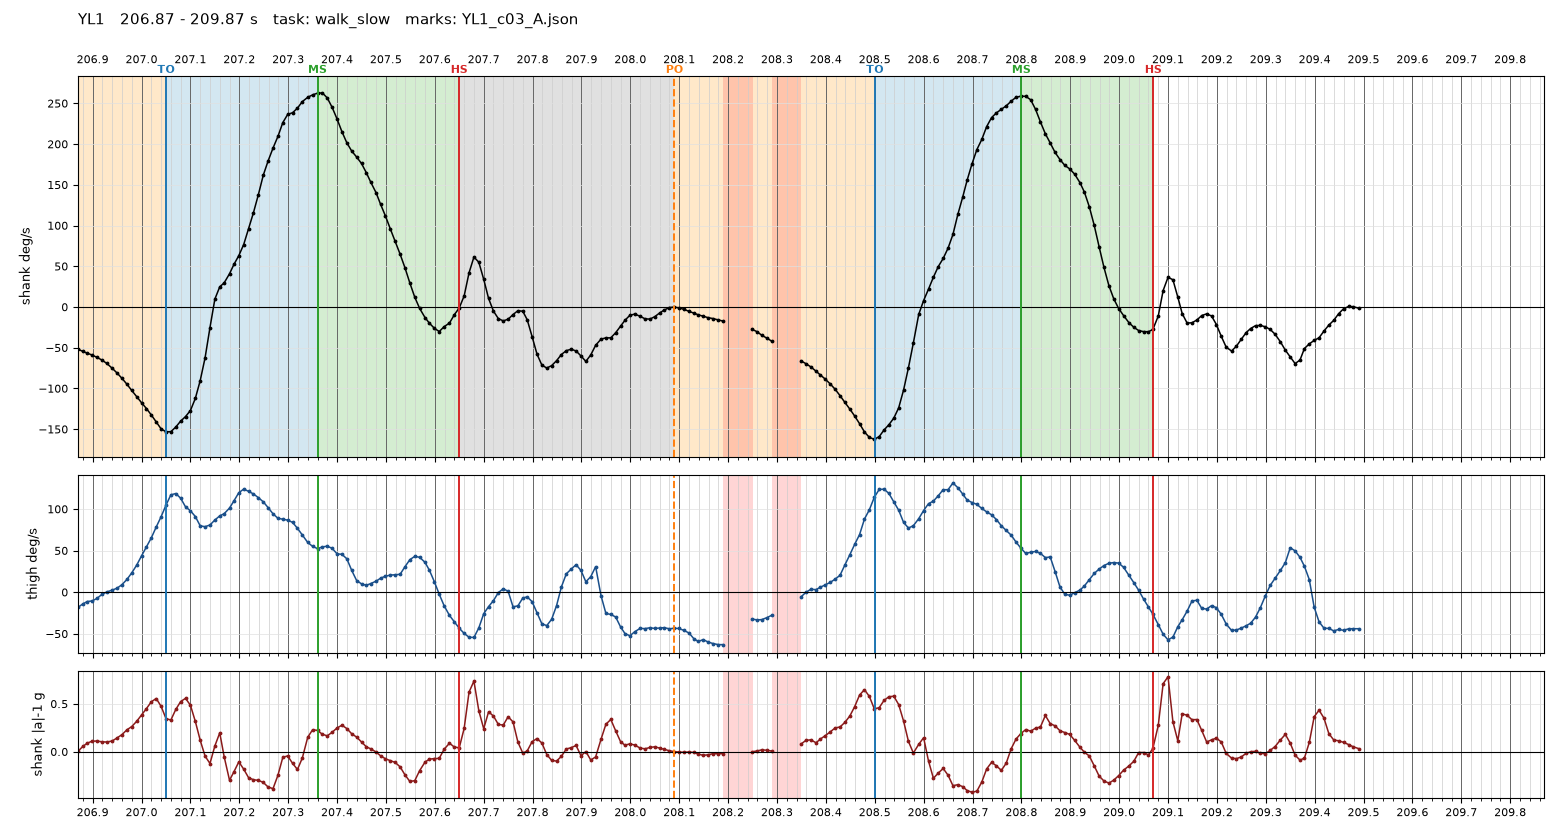 YL1   206.87 - 209.87 s   task: walk_slow   marks: YL1_c03_A.json
206.9 207.0 207.1 207.2 207.3 207.4 207.5 207.6 207.7 207.8 207.9 208.0 208.1 208.2 208.3 208.4 208.5 208.6 208.7 208.8 208.9 209.0 209.1 209.2 209.3 209.4 209.5 209.6 209.7 209.8
TO MS HS PO TO MS HS
shank deg/s
250
200
150
100
50
0
−50
−100
−150
thigh deg/s
100
50
0
−50
shank |a|-1 g
0.5
0.0
206.9 207.0 207.1 207.2 207.3 207.4 207.5 207.6 207.7 207.8 207.9 208.0 208.1 208.2 208.3 208.4 208.5 208.6 208.7 208.8 208.9 209.0 209.1 209.2 209.3 209.4 209.5 209.6 209.7 209.8